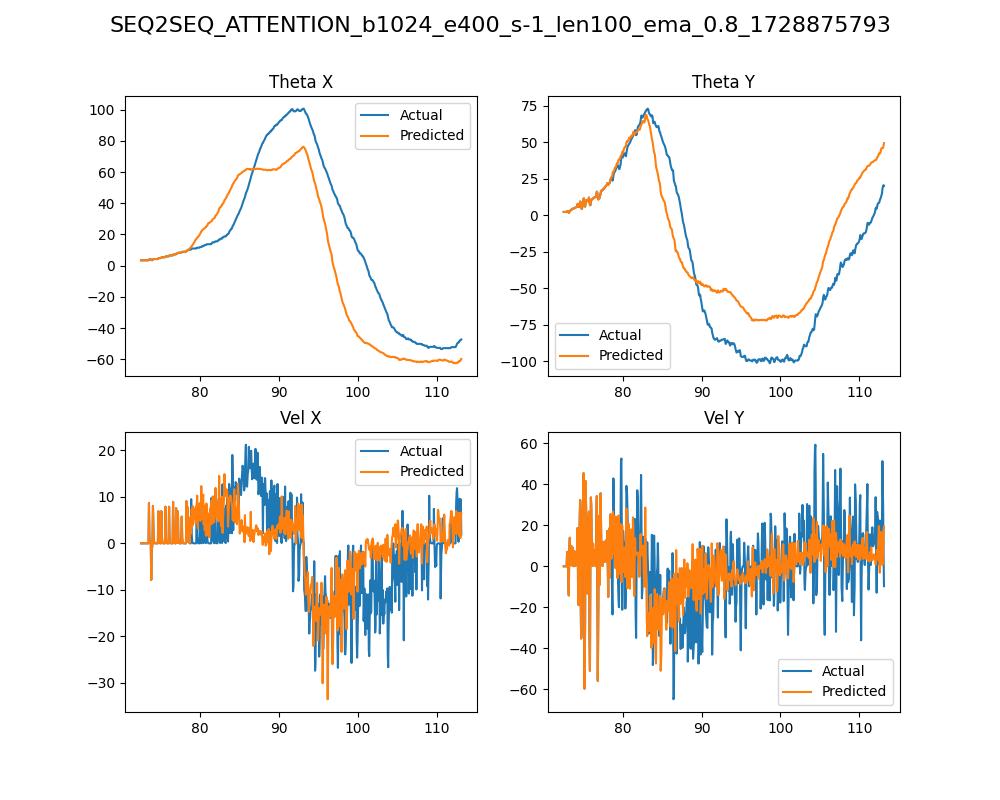 SEQ2SEQ_ATTENTION_b1024_e400_s-1_len100_ema_0.8_1728875793
Theta X
100
80
60
40
20
0
−20
−40
−60
80 90 100 110
Actual
Predicted
Theta Y
75
50
25
0
−25
−50
−75
−100
80 90 100 110
Actual
Predicted
Vel X
20
10
0
−10
−20
−30
80 90 100 110
Actual
Predicted
Vel Y
60
40
20
0
−20
−40
−60
80 90 100 110
Actual
Predicted